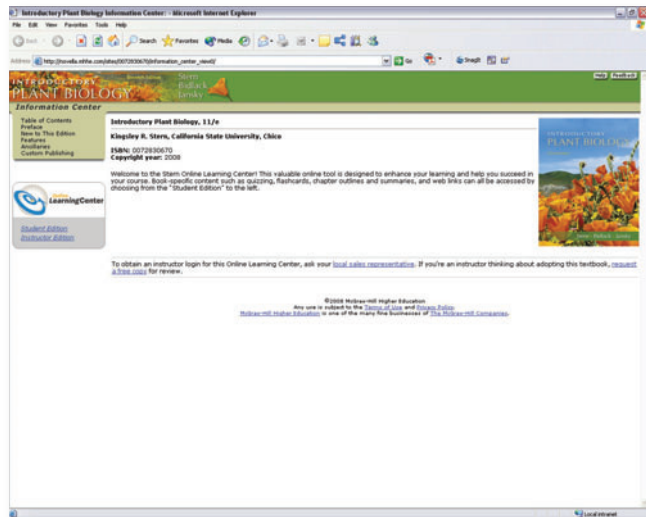 Introductory Plant Biology Information Center: - Microsoft Internet Explorer
File Edit View Favorites Tools Help
Back Search Favorites Media
Address Go SnagIt
INTRODUCTORY
PLANT BIOLOGY
Stern
Bidlack
Jansky
Help Feedback
Information Center
Table of Contents
Preface
New to This Edition
Features
Ancillaries
Custom Publishing
Online
LearningCenter
Student Edition
Instructor Edition
Introductory Plant Biology, 11/e
Kingsley R. Stern, California State University, Chico
ISBN: 0072830670
Copyright year: 2008
Welcome to the Stern Online Learning Center! This valuable online tool is designed to enhance your learning and help you succeed in
your course. Book-specific content such as quizzing, flashcards, chapter outlines and summaries, and web links can all be accessed by
choosing from the "Student Edition" to the left.
INTRODUCTORY
PLANT BIOLOGY
Stern Bidlack Jansky
To obtain an instructor login for this Online Learning Center, ask your local sales representative. If you're an instructor thinking about adopting this textbook, request
a free copy for review.
©2008 McGraw-Hill Higher Education
Any use is subject to the Terms of Use and Privacy Policy.
McGraw-Hill Higher Education is one of the many fine businesses of The McGraw-Hill Companies.
Local intranet